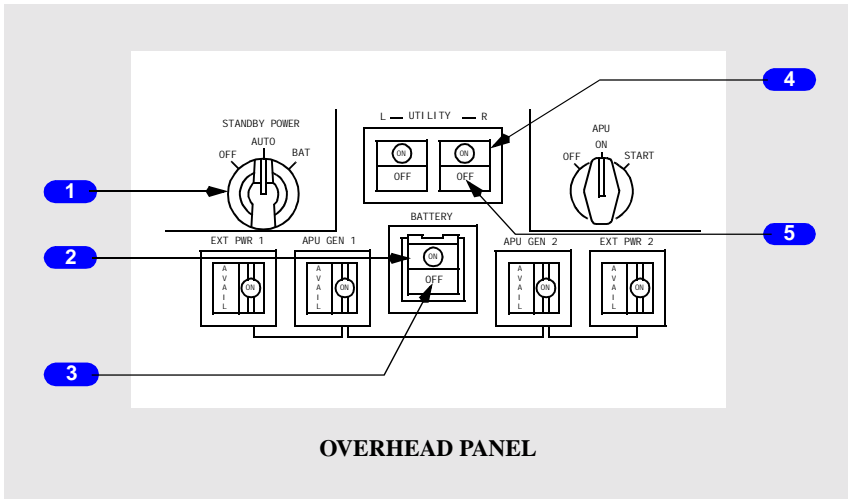 4
L — UTILITY — R
STANDBY POWER
AUTO
OFF
BAT
ON
ON
OFF
OFF
APU
ON
OFF
START
1
BATTERY
5
EXT PWR 1
APU GEN 1
APU GEN 2
EXT PWR 2
2
ON
OFF
AVAIL
ON
AVAIL
ON
AVAIL
ON
AVAIL
ON
3
OVERHEAD PANEL